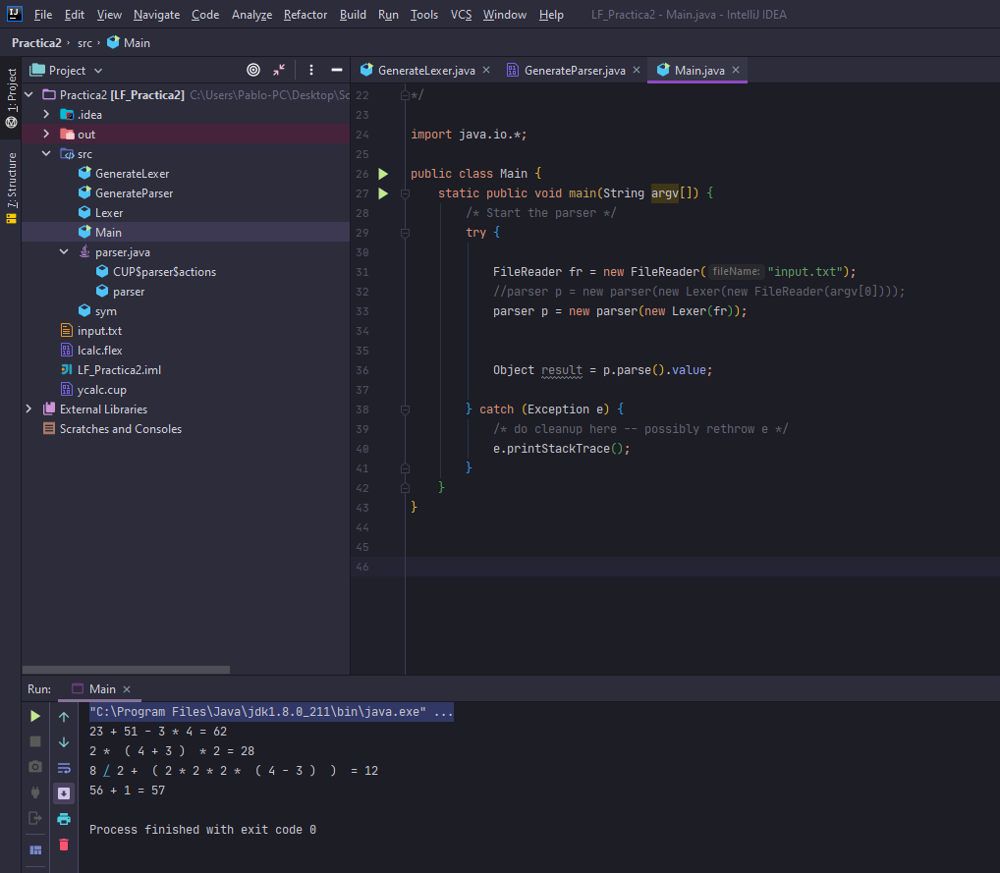 File Edit View Navigate Code Analyze Refactor Build Run Tools VCS Window Help LF_Practica2 - Main.java - IntelliJ IDEA
Practica2 › src › Main
1: Project
7: Structure
Project
GenerateLexer.java × GenerateParser.java × Main.java ×
Practica2 [LF_Practica2] C:\Users\Pablo-PC\Desktop\Sc
.idea
out
src
GenerateLexer
GenerateParser
Lexer
Main
parser.java
CUP$parser$actions
parser
sym
input.txt
lcalc.flex
LF_Practica2.iml
ycalc.cup
External Libraries
Scratches and Consoles
22 */
23
24 import java.io.*;
25
26 public class Main {
27 static public void main(String argv[]) {
28 /* Start the parser */
29 try {
30
31 FileReader fr = new FileReader( fileName: "input.txt");
32 //parser p = new parser(new Lexer(new FileReader(argv[0])));
33 parser p = new parser(new Lexer(fr));
34
35
36 Object result = p.parse().value;
37
38 } catch (Exception e) {
39 /* do cleanup here -- possibly rethrow e */
40 e.printStackTrace();
41 }
42 }
43 }
44
45
46
Run: Main ×
"C:\Program Files\Java\jdk1.8.0_211\bin\java.exe" ...
23 + 51 - 3 * 4 = 62
2 * ( 4 + 3 ) * 2 = 28
8 / 2 + ( 2 * 2 * 2 * ( 4 - 3 ) ) = 12
56 + 1 = 57
Process finished with exit code 0